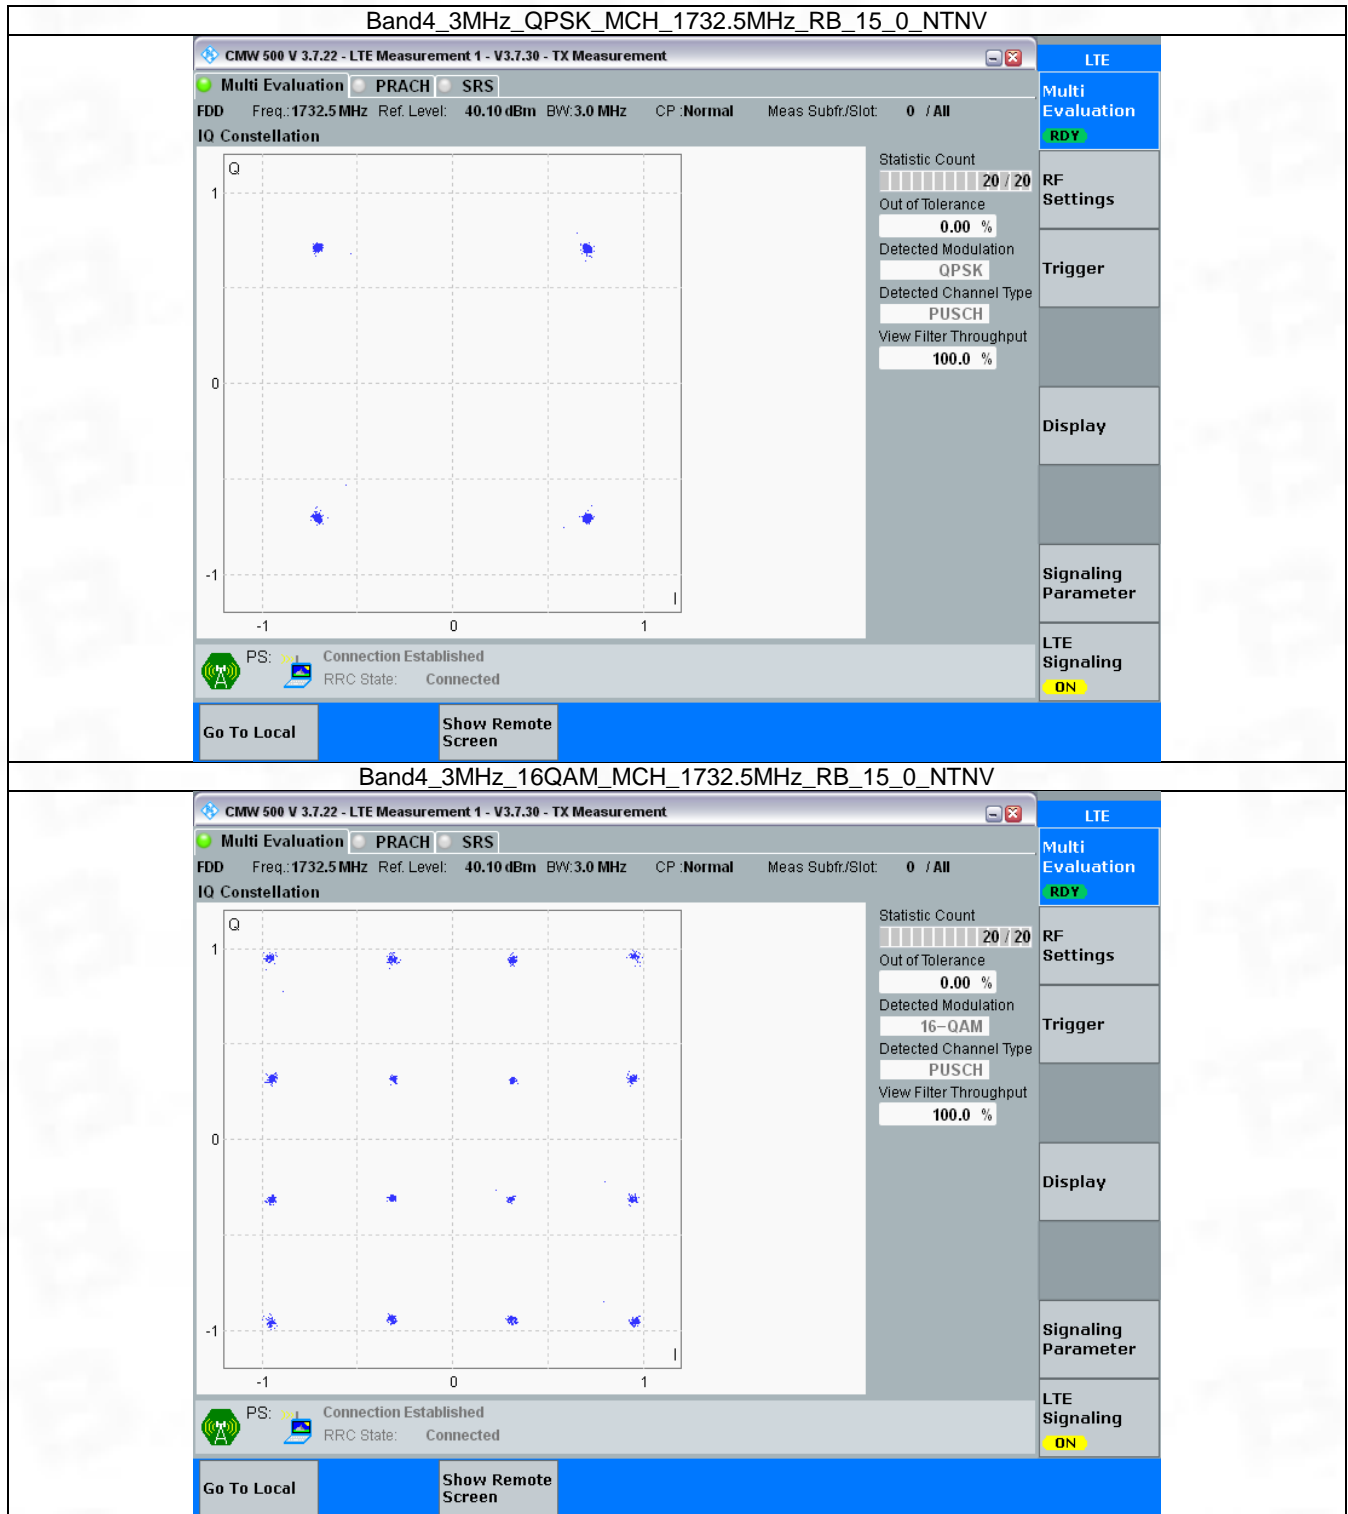 Band4_3MHz_QPSK_MCH_1732.5MHz_RB_15_0_NTNV
CMW 500 V 3.7.22 - LTE Measurement 1 - V3.7.30 - TX Measurement
LTE
Multi Evaluation PRACH SRS
FDD Freq.:1732.5 MHz Ref. Level: 40.10 dBm BW:3.0 MHz CP :Normal Meas Subfr./Slot: 0 / All
IQ Constellation
Q
1
0
-1
I
-1 0 1
Statistic Count
20 / 20
Out of Tolerance
0.00 %
Detected Modulation
QPSK
Detected Channel Type
PUSCH
View Filter Throughput
100.0 %
Multi
Evaluation
RDY
RF
Settings
Trigger
Display
Signaling
Parameter
LTE
Signaling
ON
PS: Connection Established
RRC State: Connected
Go To Local
Show Remote
Screen
Band4_3MHz_16QAM_MCH_1732.5MHz_RB_15_0_NTNV
CMW 500 V 3.7.22 - LTE Measurement 1 - V3.7.30 - TX Measurement
LTE
Multi Evaluation PRACH SRS
FDD Freq.:1732.5 MHz Ref. Level: 40.10 dBm BW:3.0 MHz CP :Normal Meas Subfr./Slot: 0 / All
IQ Constellation
Q
1
0
-1
I
-1 0 1
Statistic Count
20 / 20
Out of Tolerance
0.00 %
Detected Modulation
16-QAM
Detected Channel Type
PUSCH
View Filter Throughput
100.0 %
Multi
Evaluation
RDY
RF
Settings
Trigger
Display
Signaling
Parameter
LTE
Signaling
ON
PS: Connection Established
RRC State: Connected
Go To Local
Show Remote
Screen